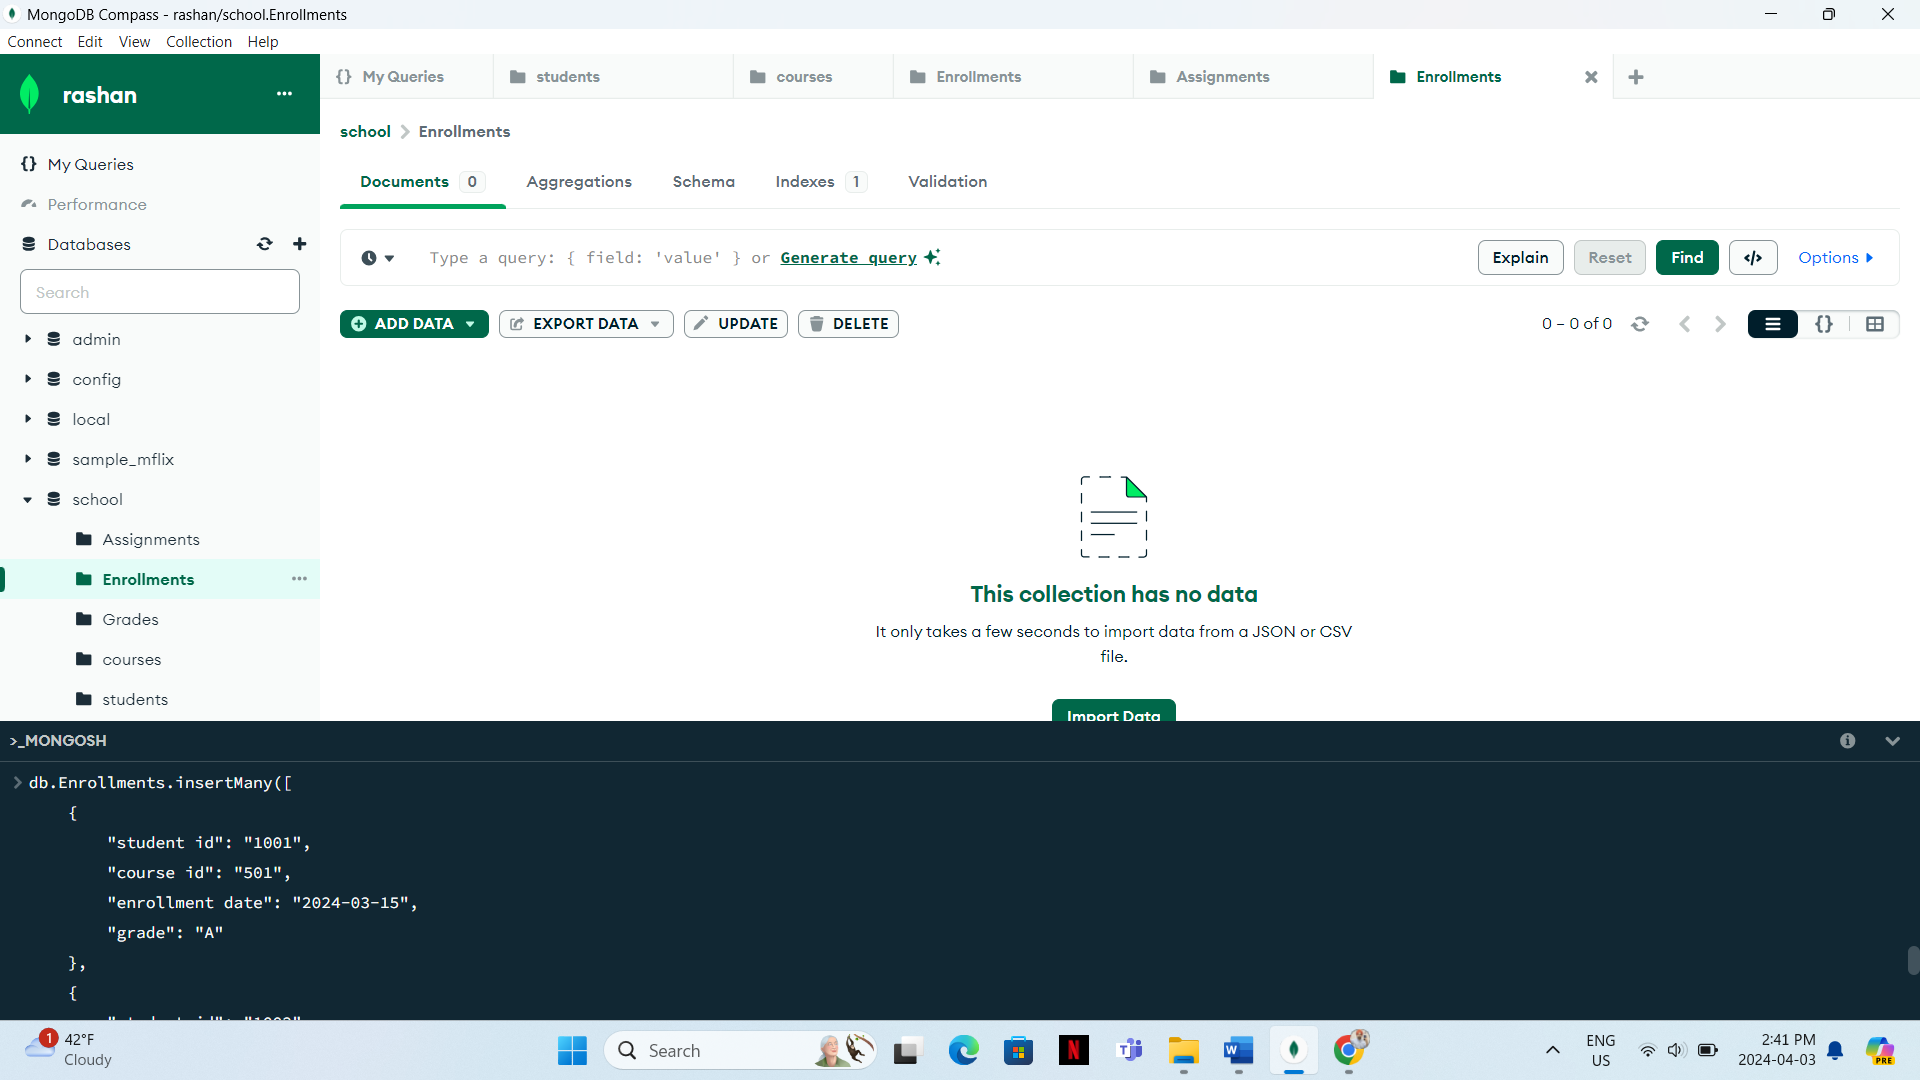 MongoDB Compass - rashan/school.Enrollments
Connect Edit View Collection Help
rashan
My Queries
Performance
Databases
Search
admin
config
local
sample_mflix
school
Assignments
Enrollments
Grades
courses
students
{} My Queries students courses Enrollments Assignments Enrollments
school > Enrollments
Documents 0 Aggregations Schema Indexes 1 Validation
Type a query: { field: 'value' } or Generate query
Explain Reset Find </> Options
ADD DATA EXPORT DATA UPDATE DELETE
0 – 0 of 0
This collection has no data
It only takes a few seconds to import data from a JSON or CSV
file.
Import Data
>_MONGOSH
> db.Enrollments.insertMany([
{
"student id": "1001",
"course id": "501",
"enrollment date": "2024-03-15",
"grade": "A"
},
{
1
42°F
Cloudy
Search
ENG
US
2:41 PM
2024-04-03
PRE